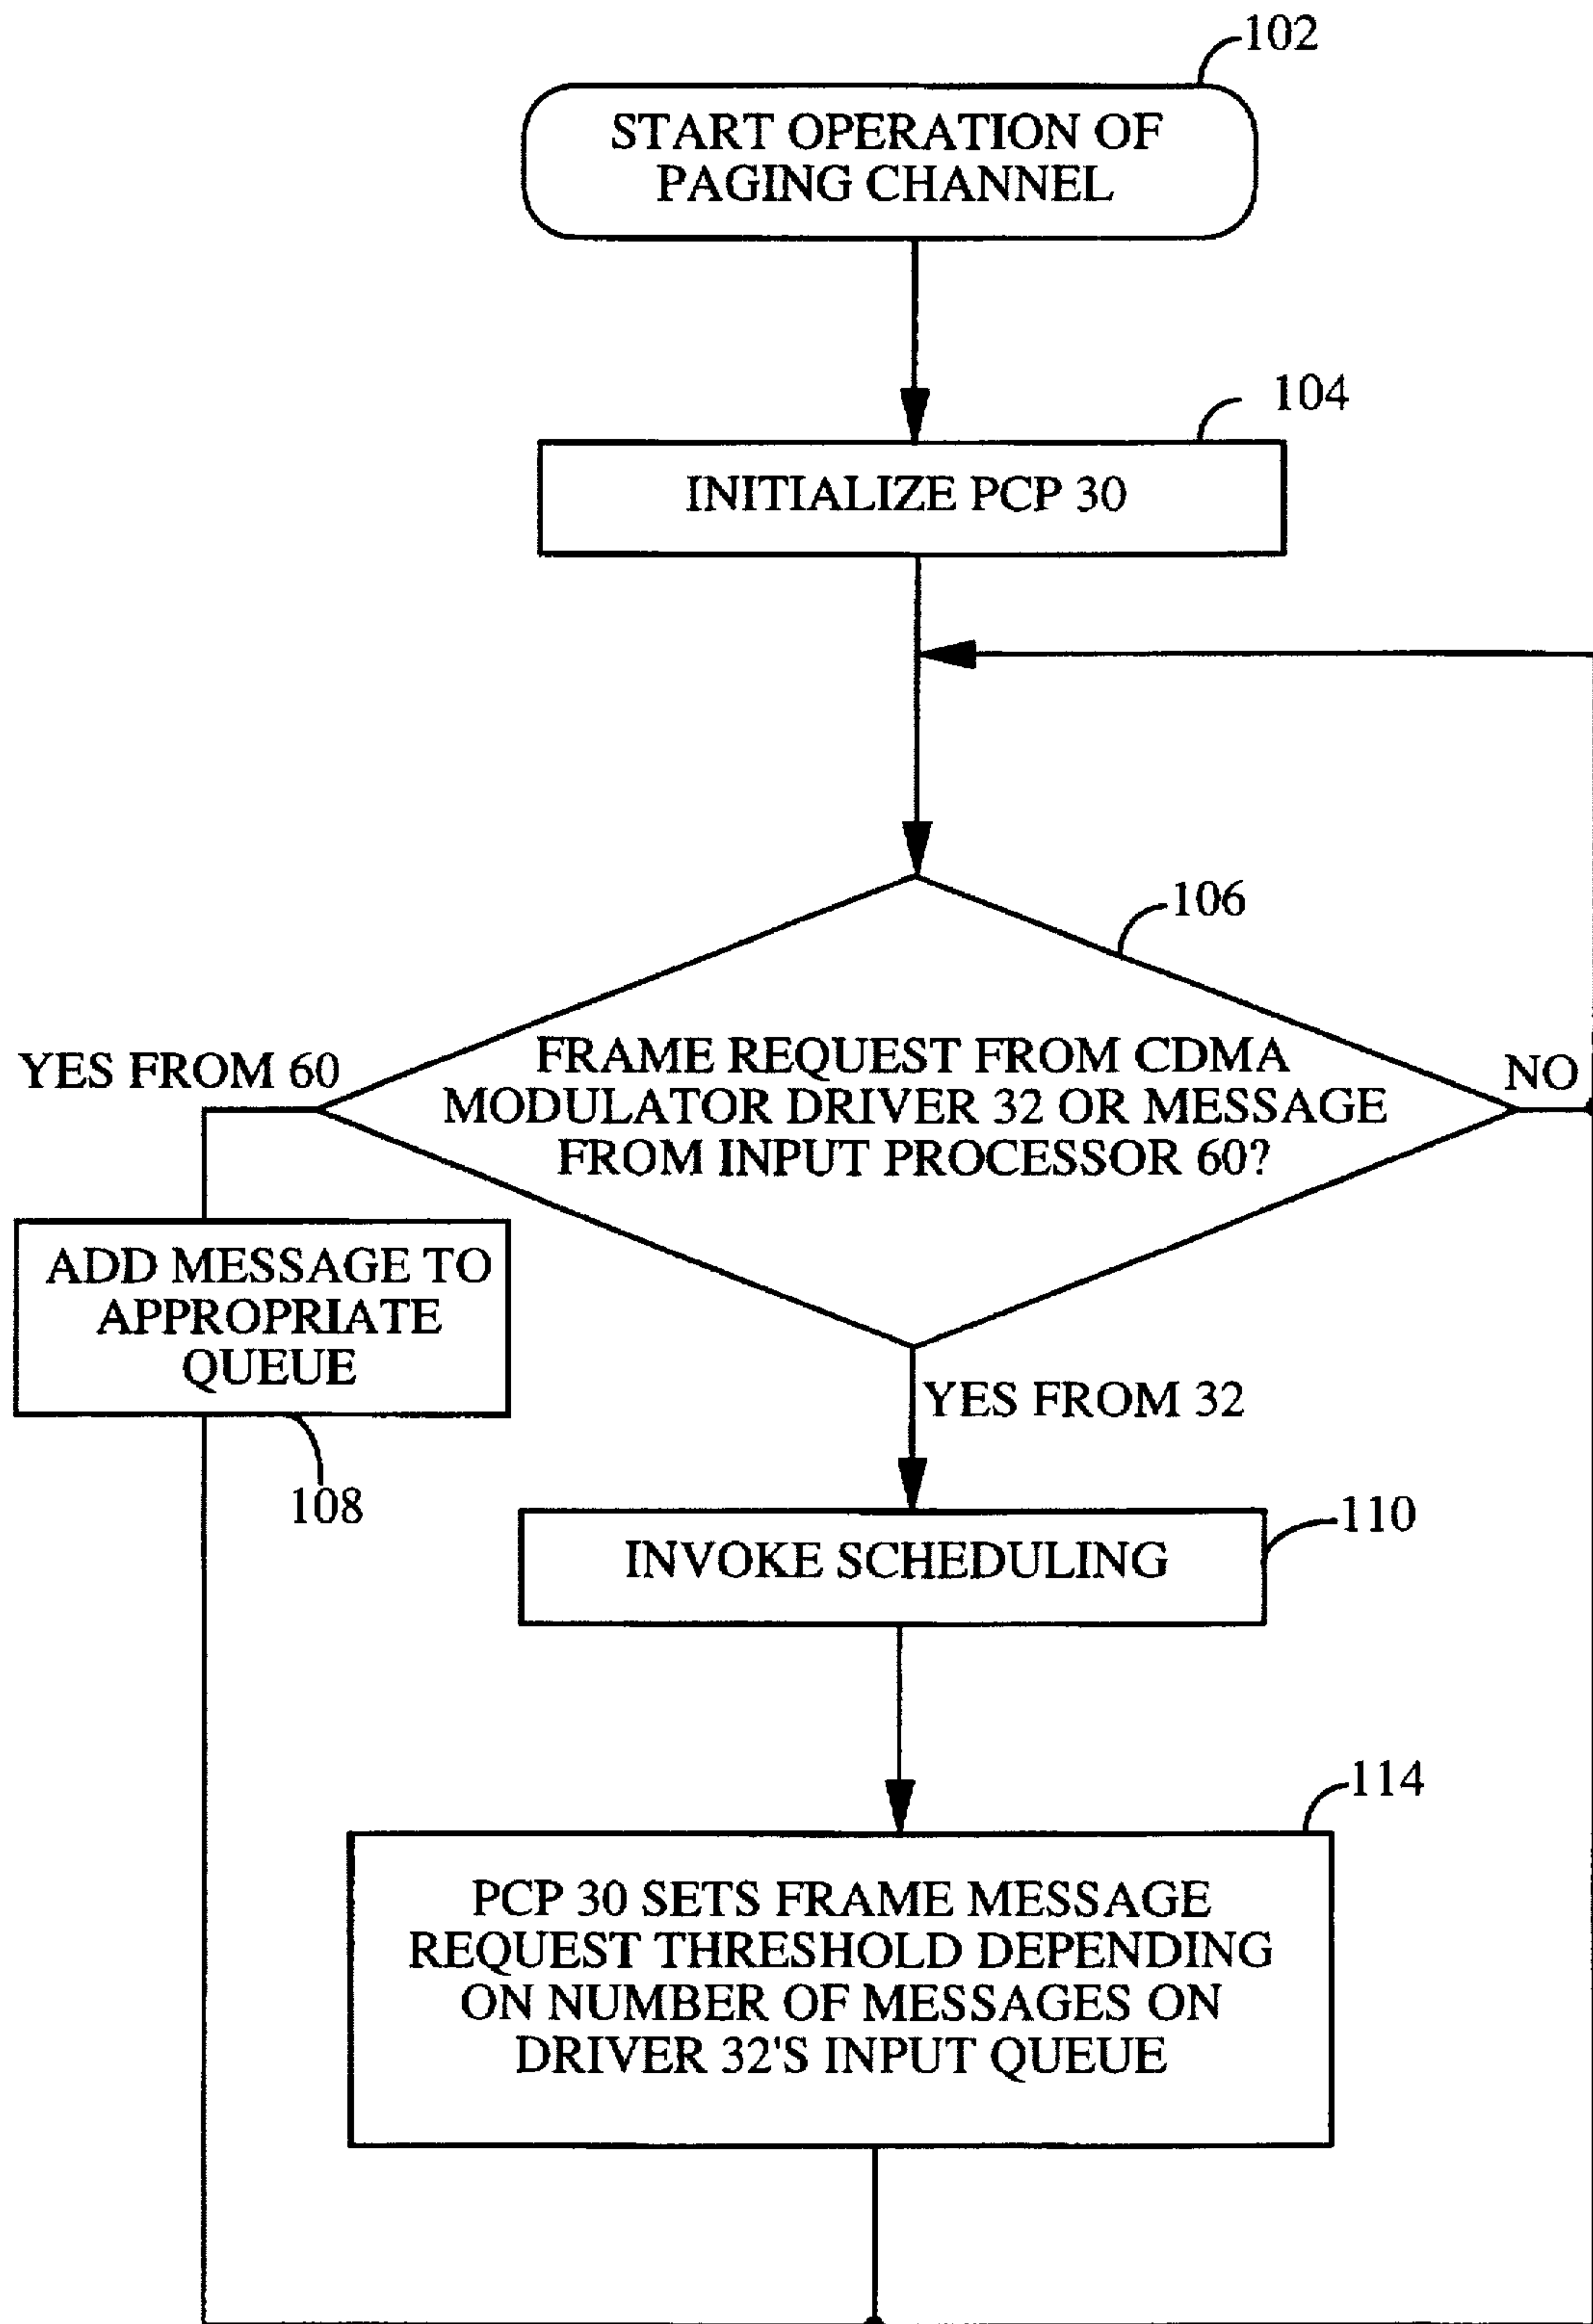 102
START OPERATION OF
PAGING CHANNEL
104
INITIALIZE PCP 30
106
FRAME REQUEST FROM CDMA
MODULATOR DRIVER 32 OR MESSAGE
FROM INPUT PROCESSOR 60?
YES FROM 60
NO
ADD MESSAGE TO
APPROPRIATE
QUEUE
108
YES FROM 32
110
INVOKE SCHEDULING
114
PCP 30 SETS FRAME MESSAGE
REQUEST THRESHOLD DEPENDING
ON NUMBER OF MESSAGES ON
DRIVER 32'S INPUT QUEUE